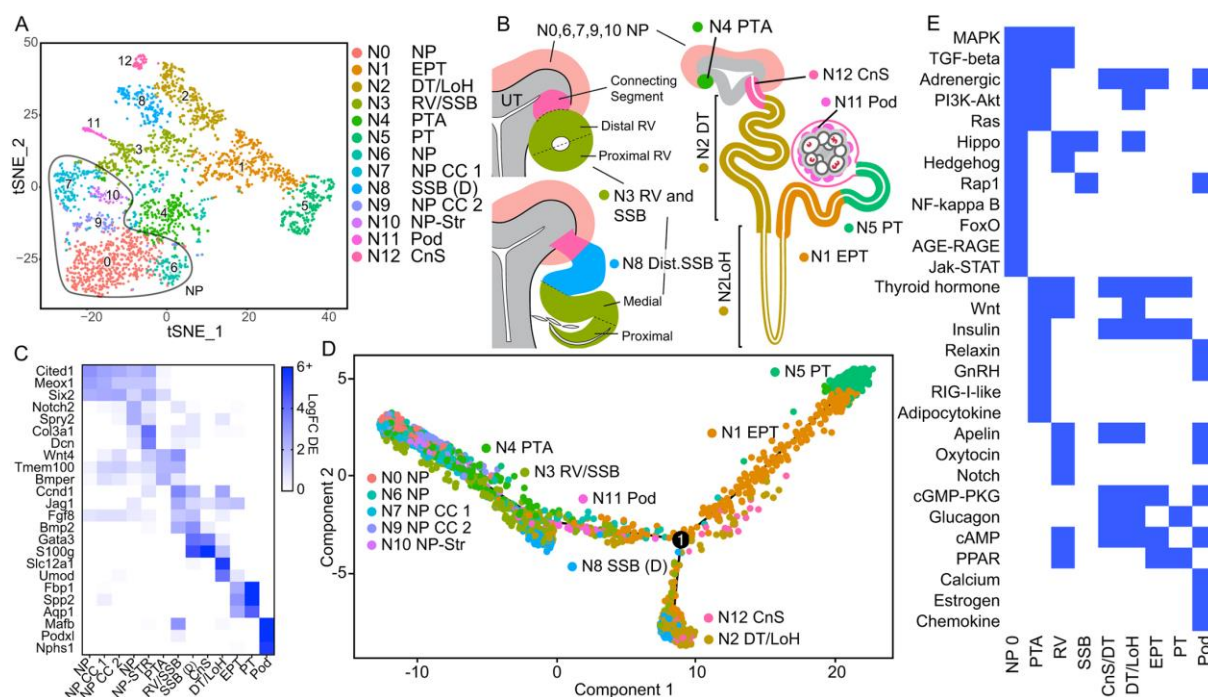 A
50
25
0
-25
tSNE_2
-20
0
20
40
tSNE_1
12
2
8
11
3
1
7
10
9
4
5
0
6
NP
N0 NP
N1 EPT
N2 DT/LoH
N3 RV/SSB
N4 PTA
N5 PT
N6 NP
N7 NP CC 1
N8 SSB (D)
N9 NP CC 2
N10 NP-Str
N11 Pod
N12 CnS
B
N0,6,7,9,10 NP
N4 PTA
N12 CnS
UT
Connecting
Segment
N11 Pod
Distal RV
Proximal RV
N2 DT
N3 RV and
SSB
N5 PT
N8 Dist.SSB
N1 EPT
Medial
Proximal
N2LoH
C
Cited1
Meox1
Six2
Notch2
Spry2
Col3a1
Dcn
Wnt4
Tmem100
Bmper
Ccnd1
Jag1
Fgf8
Bmp2
Gata3
S100g
Slc12a1
Umod
Fbp1
Spp2
Aqp1
Mafb
Podxl
Nphs1
NP
NP CC 1
NP CC 2
NP
NP-STR
PTA
RV/SSB
SSB (D)
CnS
DT/LoH
EPT
PT
Pod
6+
4
2
0
LogFC DE
D
5
0
-5
Component 2
-10
0
10
20
Component 1
N5 PT
N1 EPT
N4 PTA
N3 RV/SSB
N0 NP
N6 NP
N7 NP CC 1
N9 NP CC 2
N10 NP-Str
N11 Pod
1
N8 SSB (D)
N12 CnS
N2 DT/LoH
E
MAPK
TGF-beta
Adrenergic
PI3K-Akt
Ras
Hippo
Hedgehog
Rap1
NF-kappa B
FoxO
AGE-RAGE
Jak-STAT
Thyroid hormone
Wnt
Insulin
Relaxin
GnRH
RIG-I-like
Adipocytokine
Apelin
Oxytocin
Notch
cGMP-PKG
Glucagon
cAMP
PPAR
Calcium
Estrogen
Chemokine
NP 0
PTA
RV
SSB
CnS/DT
DT/LoH
EPT
PT
Pod